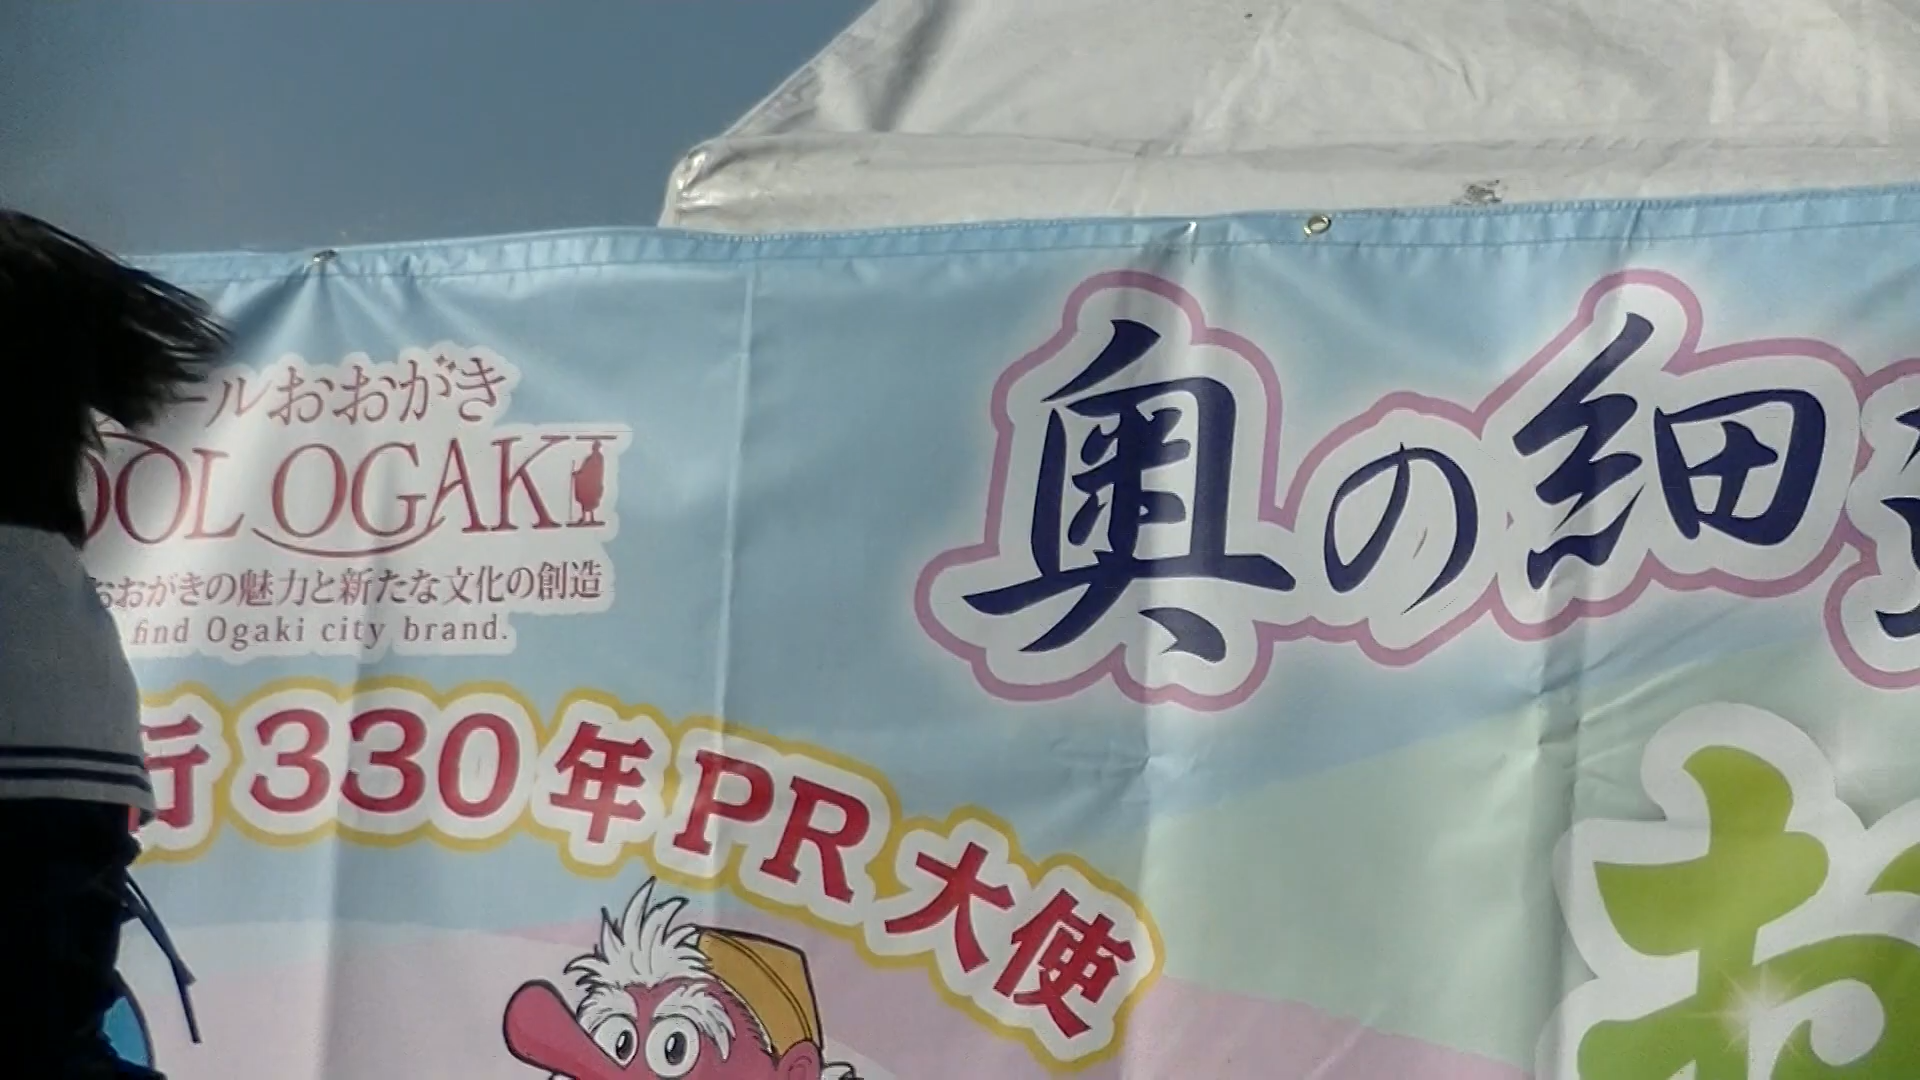 ールおおがき
OOL OGAKI
おおがきの魅力と新たな文化の創造
find Ogaki city brand.
奥の細
行330年PR大使
お